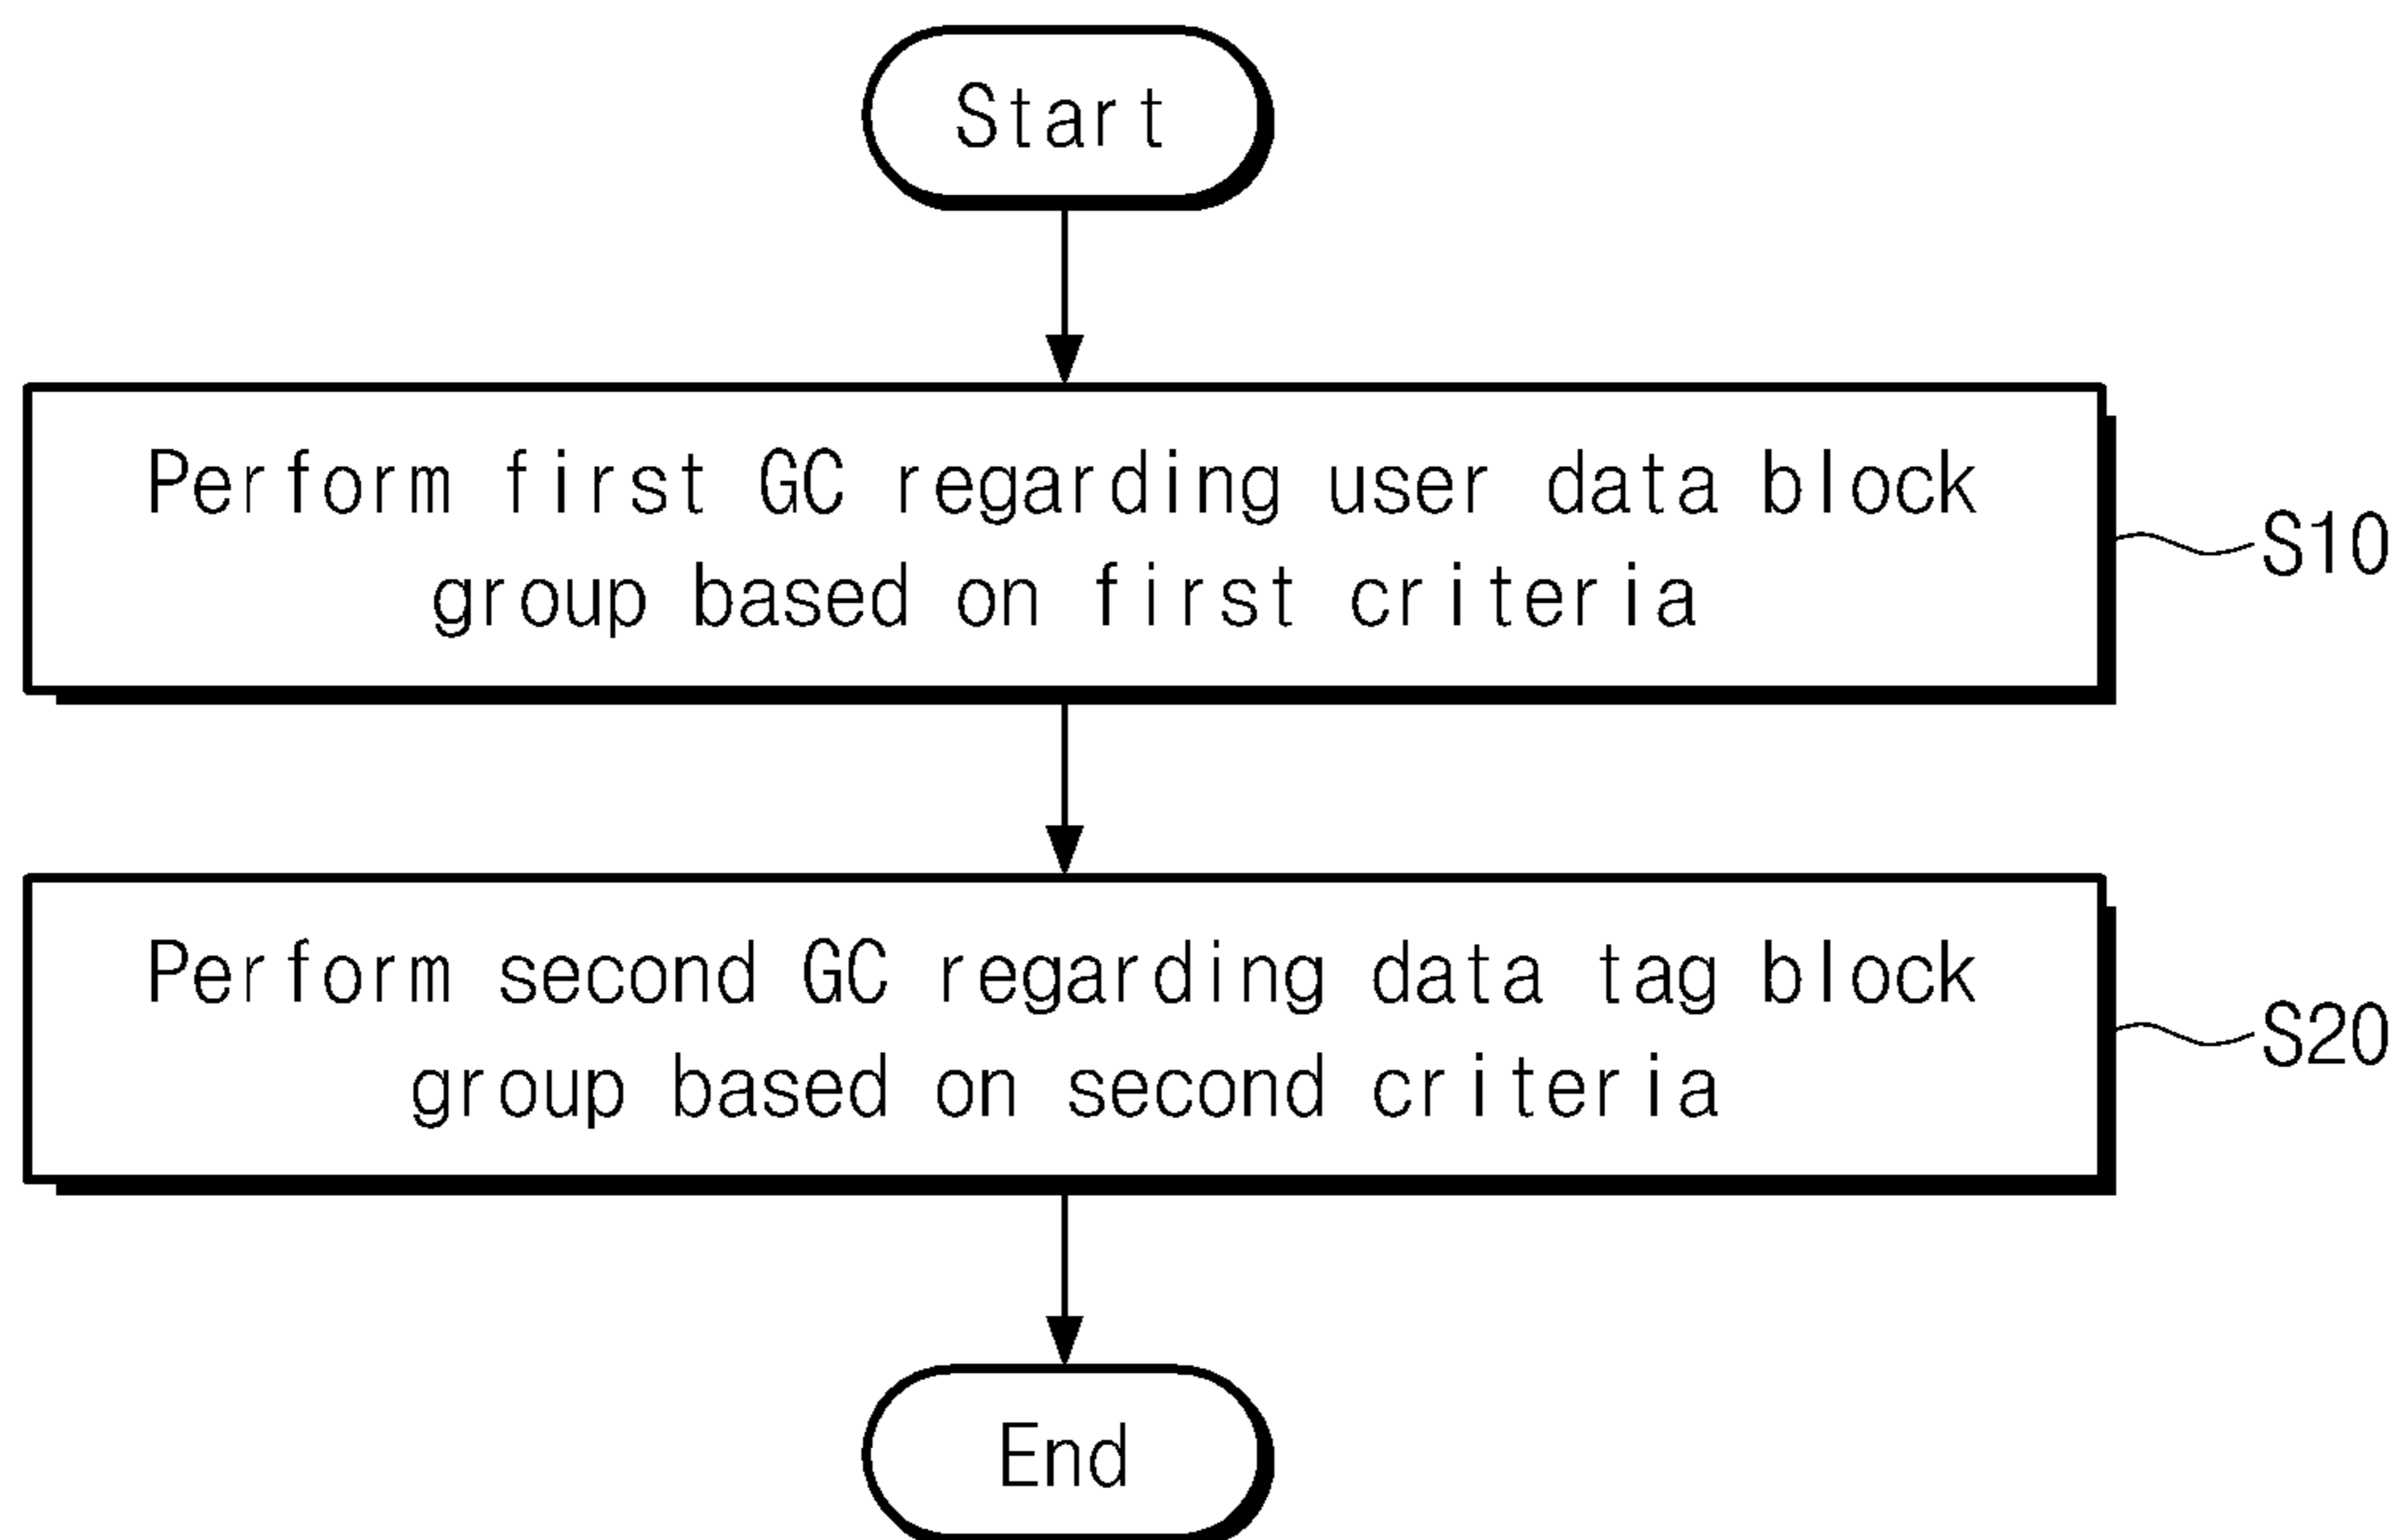 Start
Perform first GC regarding user data block
group based on first criteria
S10
Perform second GC regarding data tag block
group based on second criteria
S20
End